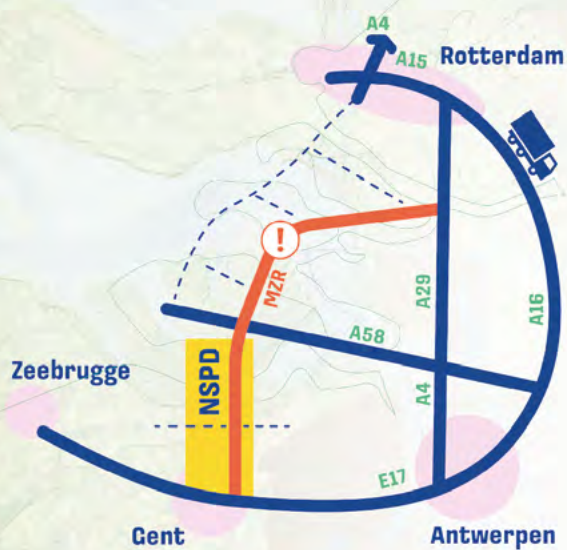 A4
A15
Rotterdam
!
MZR
A29
A16
A58
NSPD
Zeebrugge
A4
E17
Gent
Antwerpen